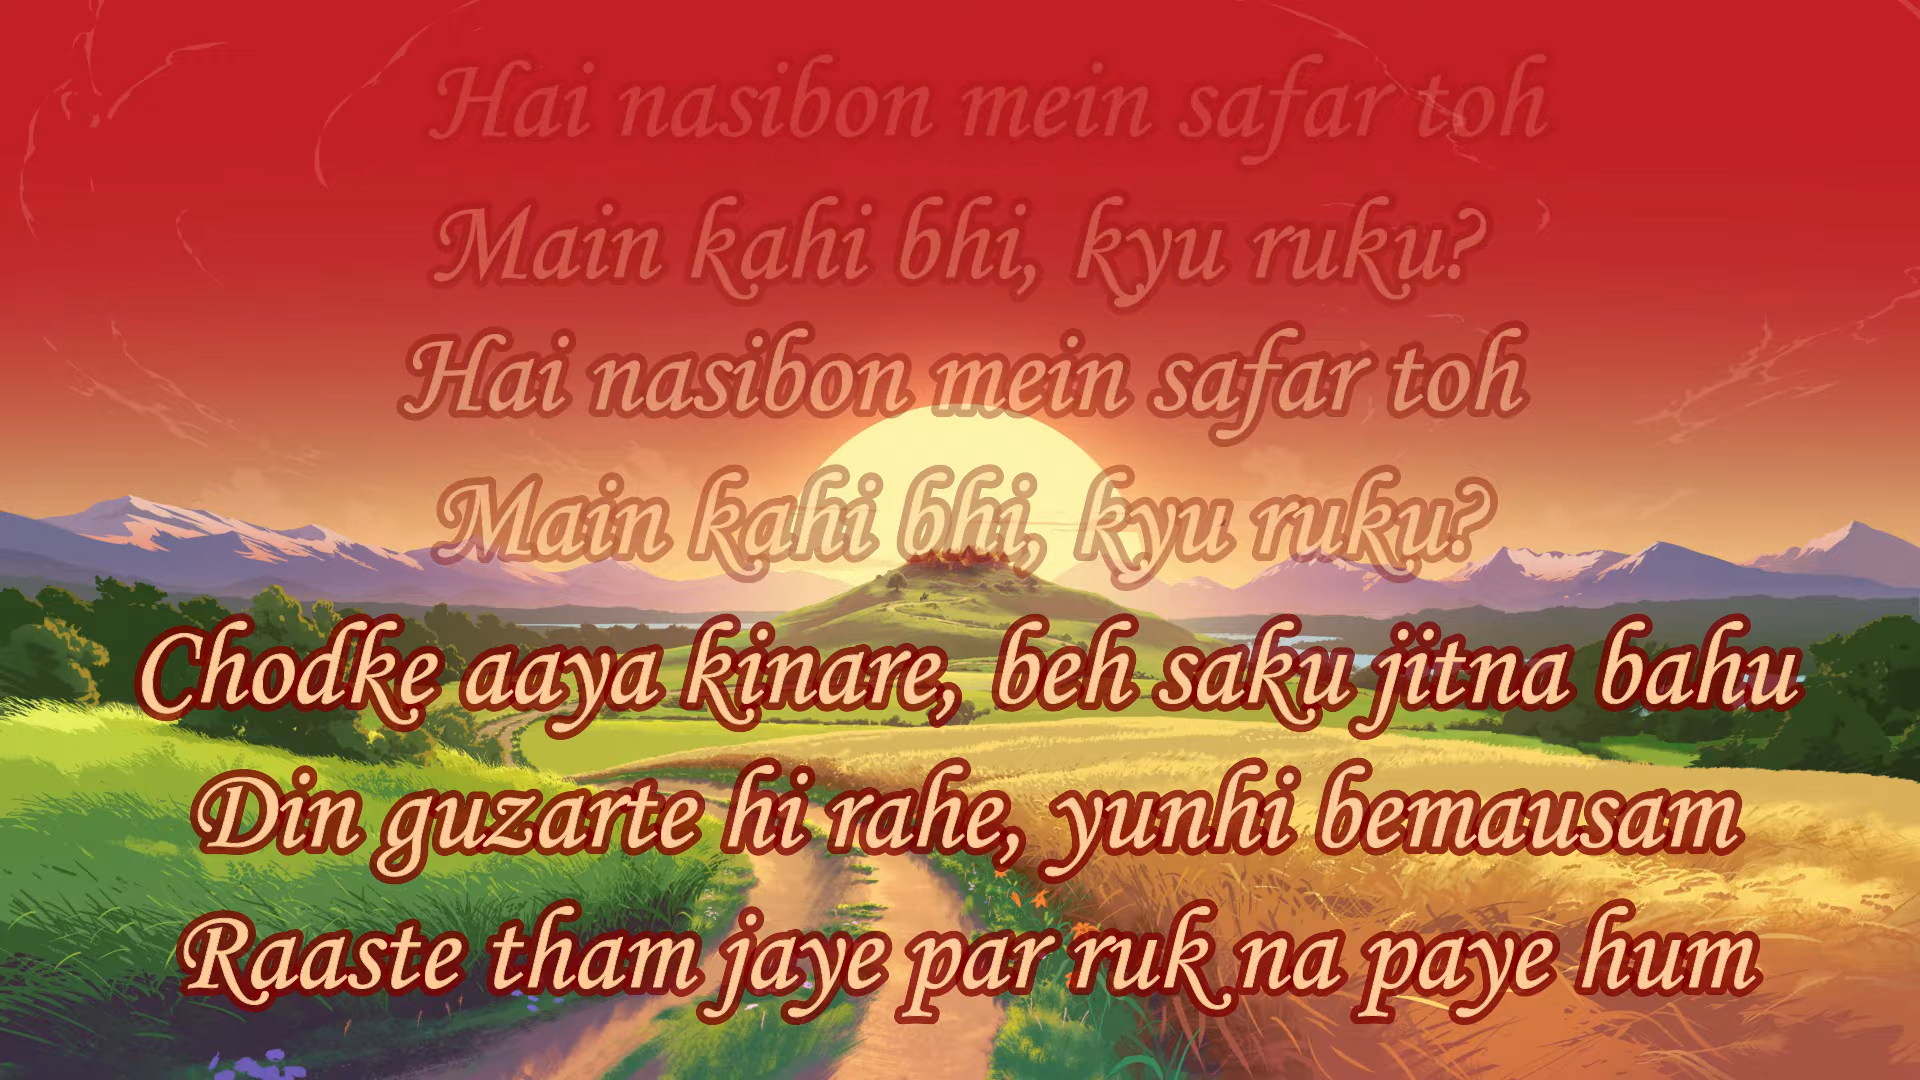 Hai nasibon mein safar toh
Main kahi bhi, kyu ruku?
Hai nasibon mein safar toh
Main kahi bhi, kyu ruku?
Chodke aaya kinare, beh saku jitna bahu
Din guzarte hi rahe, yunhi bemausam
Raaste tham jaye par ruk na paye hum